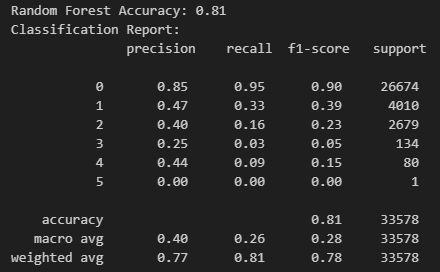 Random Forest Accuracy: 0.81
Classification Report:
precision recall f1-score support
0 0.85 0.95 0.90 26674
1 0.47 0.33 0.39 4010
2 0.40 0.16 0.23 2679
3 0.25 0.03 0.05 134
4 0.44 0.09 0.15 80
5 0.00 0.00 0.00 1
accuracy 0.81 33578
macro avg 0.40 0.26 0.28 33578
weighted avg 0.77 0.81 0.78 33578